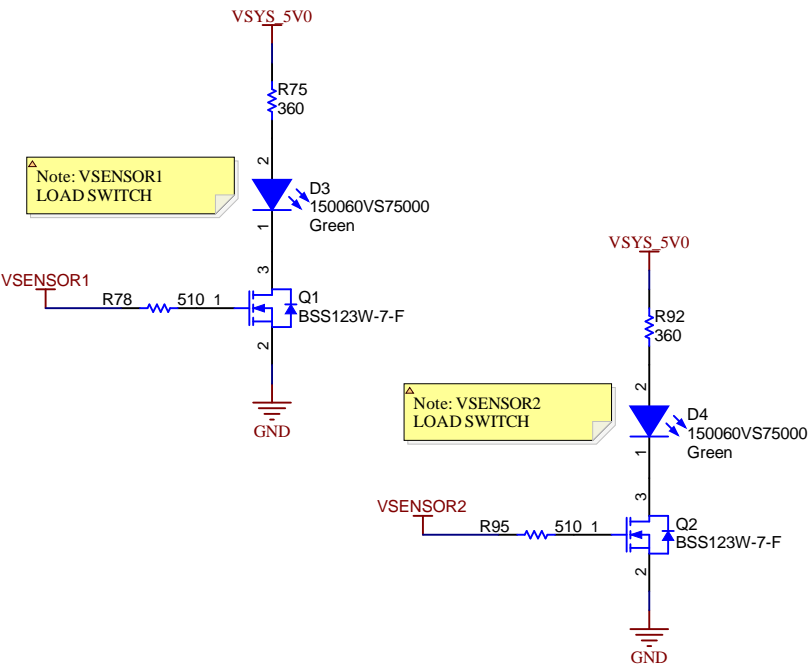 VSYS_5V0
R75
360
2
Note: VSENSOR1
LOAD SWITCH
D3
150060VS75000
Green
1
3
VSENSOR1
R78 510 1
Q1
BSS123W-7-F
2
GND
VSYS_5V0
R92
360
2
Note: VSENSOR2
LOAD SWITCH
D4
150060VS75000
Green
1
3
VSENSOR2
R95 510 1
Q2
BSS123W-7-F
2
GND